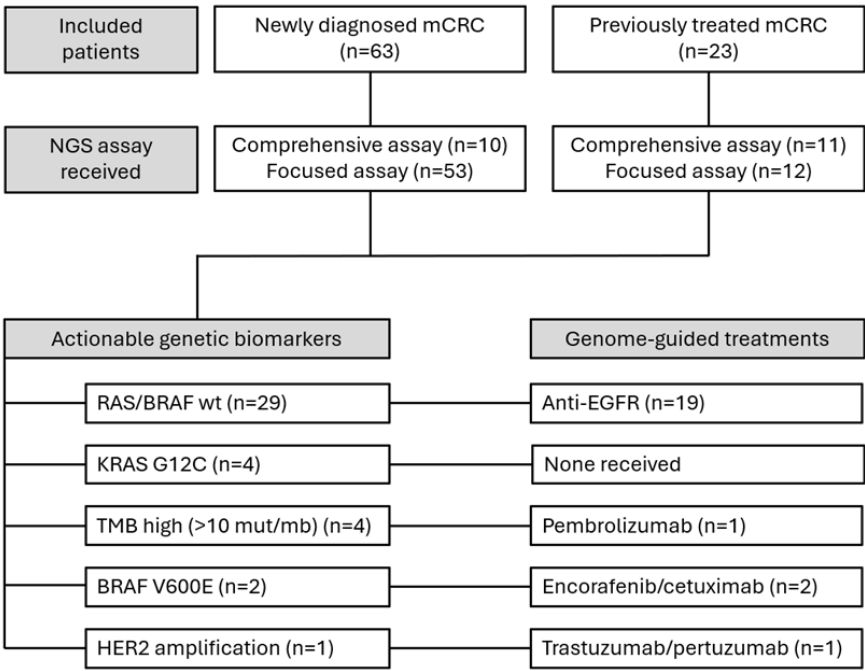 Included
patients
Newly diagnosed mCRC
(n=63)
Previously treated mCRC
(n=23)
NGS assay
received
Comprehensive assay (n=10)
Focused assay (n=53)
Comprehensive assay (n=11)
Focused assay (n=12)
Actionable genetic biomarkers
Genome-guided treatments
RAS/BRAF wt (n=29)
Anti-EGFR (n=19)
KRAS G12C (n=4)
None received
TMB high (>10 mut/mb) (n=4)
Pembrolizumab (n=1)
BRAF V600E (n=2)
Encorafenib/cetuximab (n=2)
HER2 amplification (n=1)
Trastuzumab/pertuzumab (n=1)